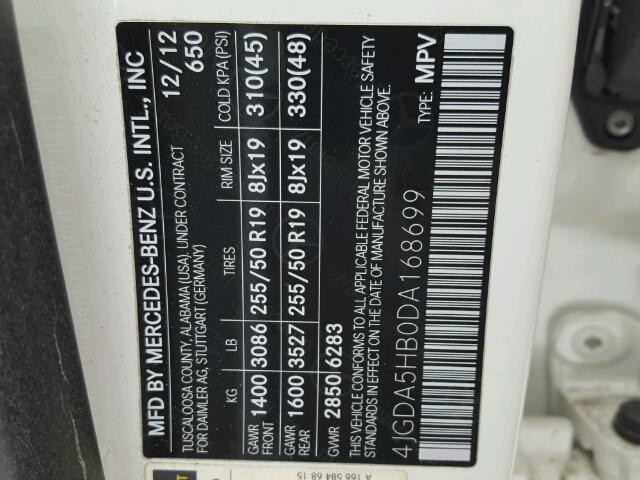 MFD BY MERCEDES-BENZ U.S. INTL., INC
TUSCALOOSA COUNTY, ALABAMA (USA), UNDER CONTRACT 12/12
FOR DAIMLER AG, STUTTGART (GERMANY) 650
KG LB TIRES RIM SIZE COLD KPA (PSI)
GAWR FRONT 1400 3086 255/50 R19 8Jx19 310(45)
GAWR REAR 1600 3527 255/50 R19 8Jx19 330(48)
GVWR 2850 6283
THIS VEHICLE CONFORMS TO ALL APPLICABLE FEDERAL MOTOR VEHICLE SAFETY
STANDARDS IN EFFECT ON THE DATE OF MANUFACTURE SHOWN ABOVE.
TYPE: MPV
4JGDA5HB0DA168699
A 166 584 68 15